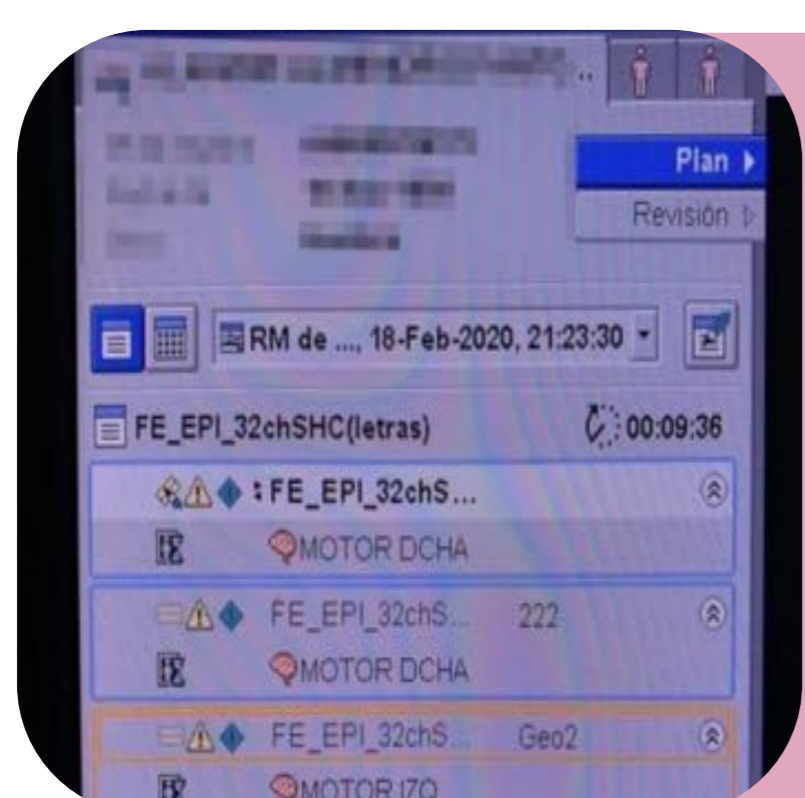 Plan
Revisión
RM de ..., 18-Feb-2020, 21:23:30
FE_EPI_32chSHC(letras) 00:09:36
FE_EPI_32chS...
MOTOR DCHA
FE_EPI_32chS... 222
MOTOR DCHA
FE_EPI_32chS... Geo2
MOTOR IZQ